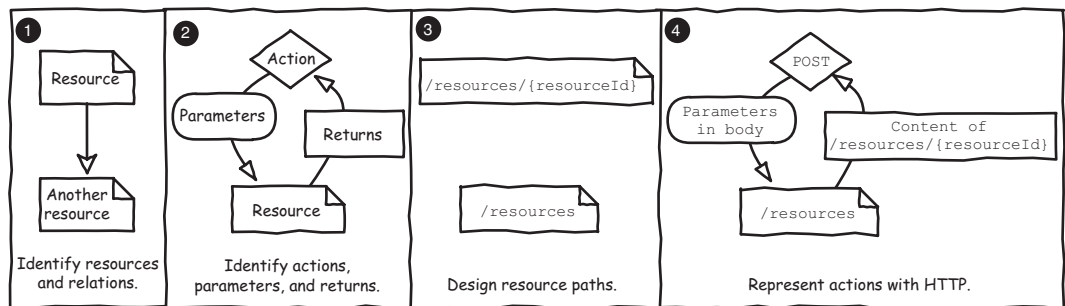 1
Resource
Another
resource
Identify resources
and relations.
2
Action
Parameters
Returns
Resource
Identify actions,
parameters, and returns.
3
/resources/{resourceId}
/resources
Design resource paths.
4
POST
Parameters
in body
Content of
/resources/{resourceId}
/resources
Represent actions with HTTP.